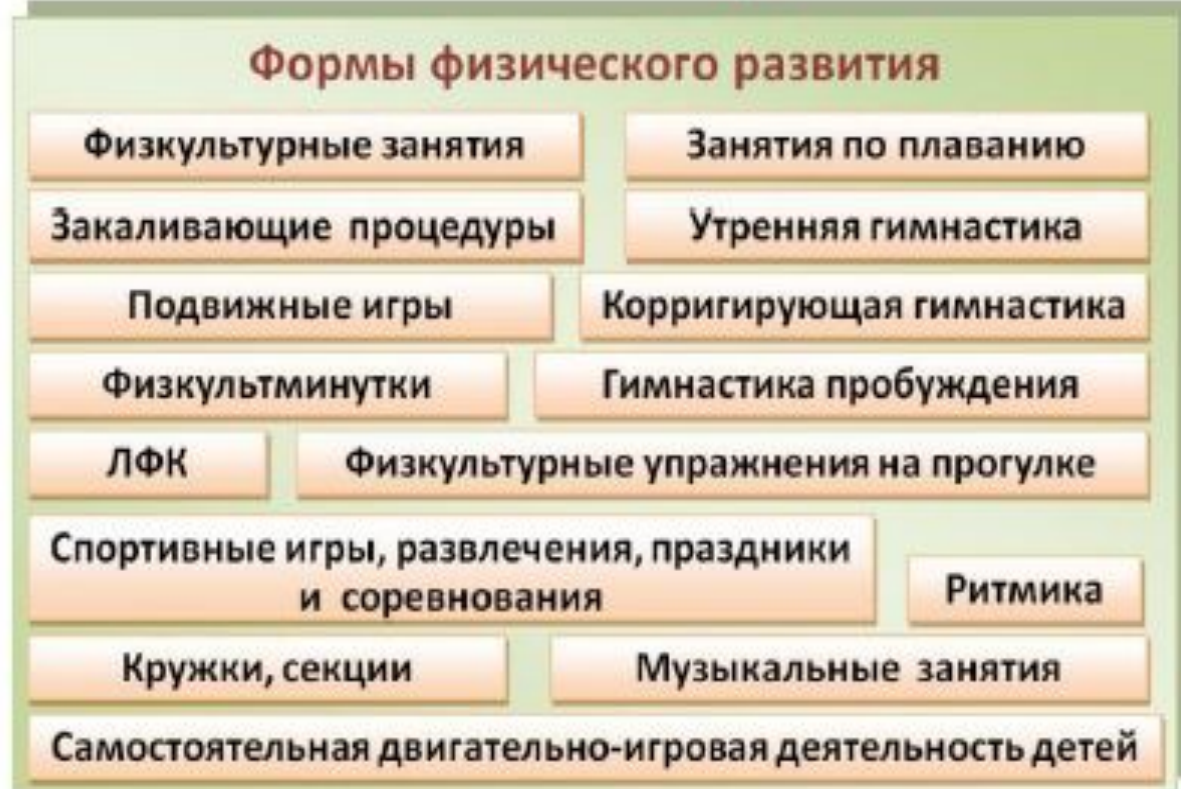 Формы физического развития
Физкультурные занятия
Занятия по плаванию
Закаливающие процедуры
Утренняя гимнастика
Подвижные игры
Корригирующая гимнастика
Физкультминутки
Гимнастика пробуждения
ЛФК
Физкультурные упражнения на прогулке
Спортивные игры, развлечения, праздники
и соревнования
Ритмика
Кружки, секции
Музыкальные занятия
Самостоятельная двигательно-игровая деятельность детей